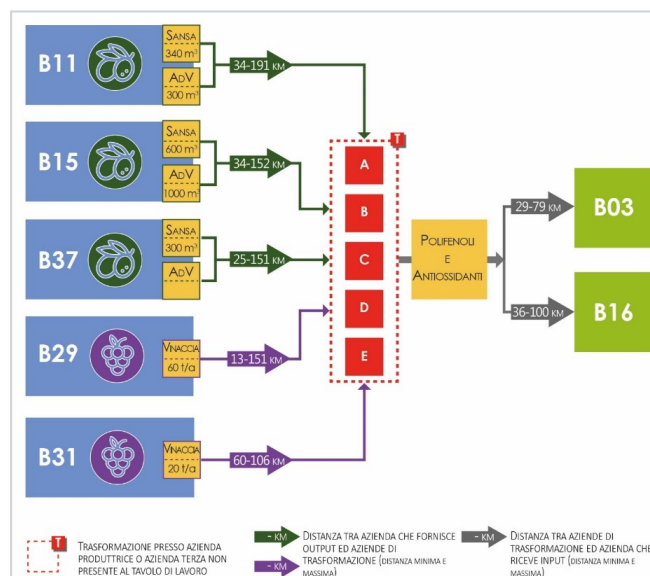 B11
SANSA
340 m³
ADV
300 m³
34-191 KM
B15
SANSA
600 m³
ADV
1000 m³
34-152 KM
B37
SANSA
300 m³
ADV
25-151 KM
B29
VINACCIA
60 t/a
13-151 KM
B31
VINACCIA
20 t/a
60-106 KM
T
A
B
C
D
E
POLIFENOLI
E
ANTIOSSIDANTI
29-79 KM
B03
36-100 KM
B16
T
TRASFORMAZIONE PRESSO AZIENDA
PRODUTTRICE O AZIENDA TERZA NON
PRESENTE AL TAVOLO DI LAVORO
- KM
- KM
DISTANZA TRA AZIENDA CHE FORNISCE
OUTPUT ED AZIENDE DI
TRASFORMAZIONE (DISTANZA MINIMA E
MASSIMA)
- KM
DISTANZA TRA AZIENDE DI
TRASFORMAZIONE ED AZIENDA CHE
RICEVE INPUT (DISTANZA MINIMA E
MASSIMA)